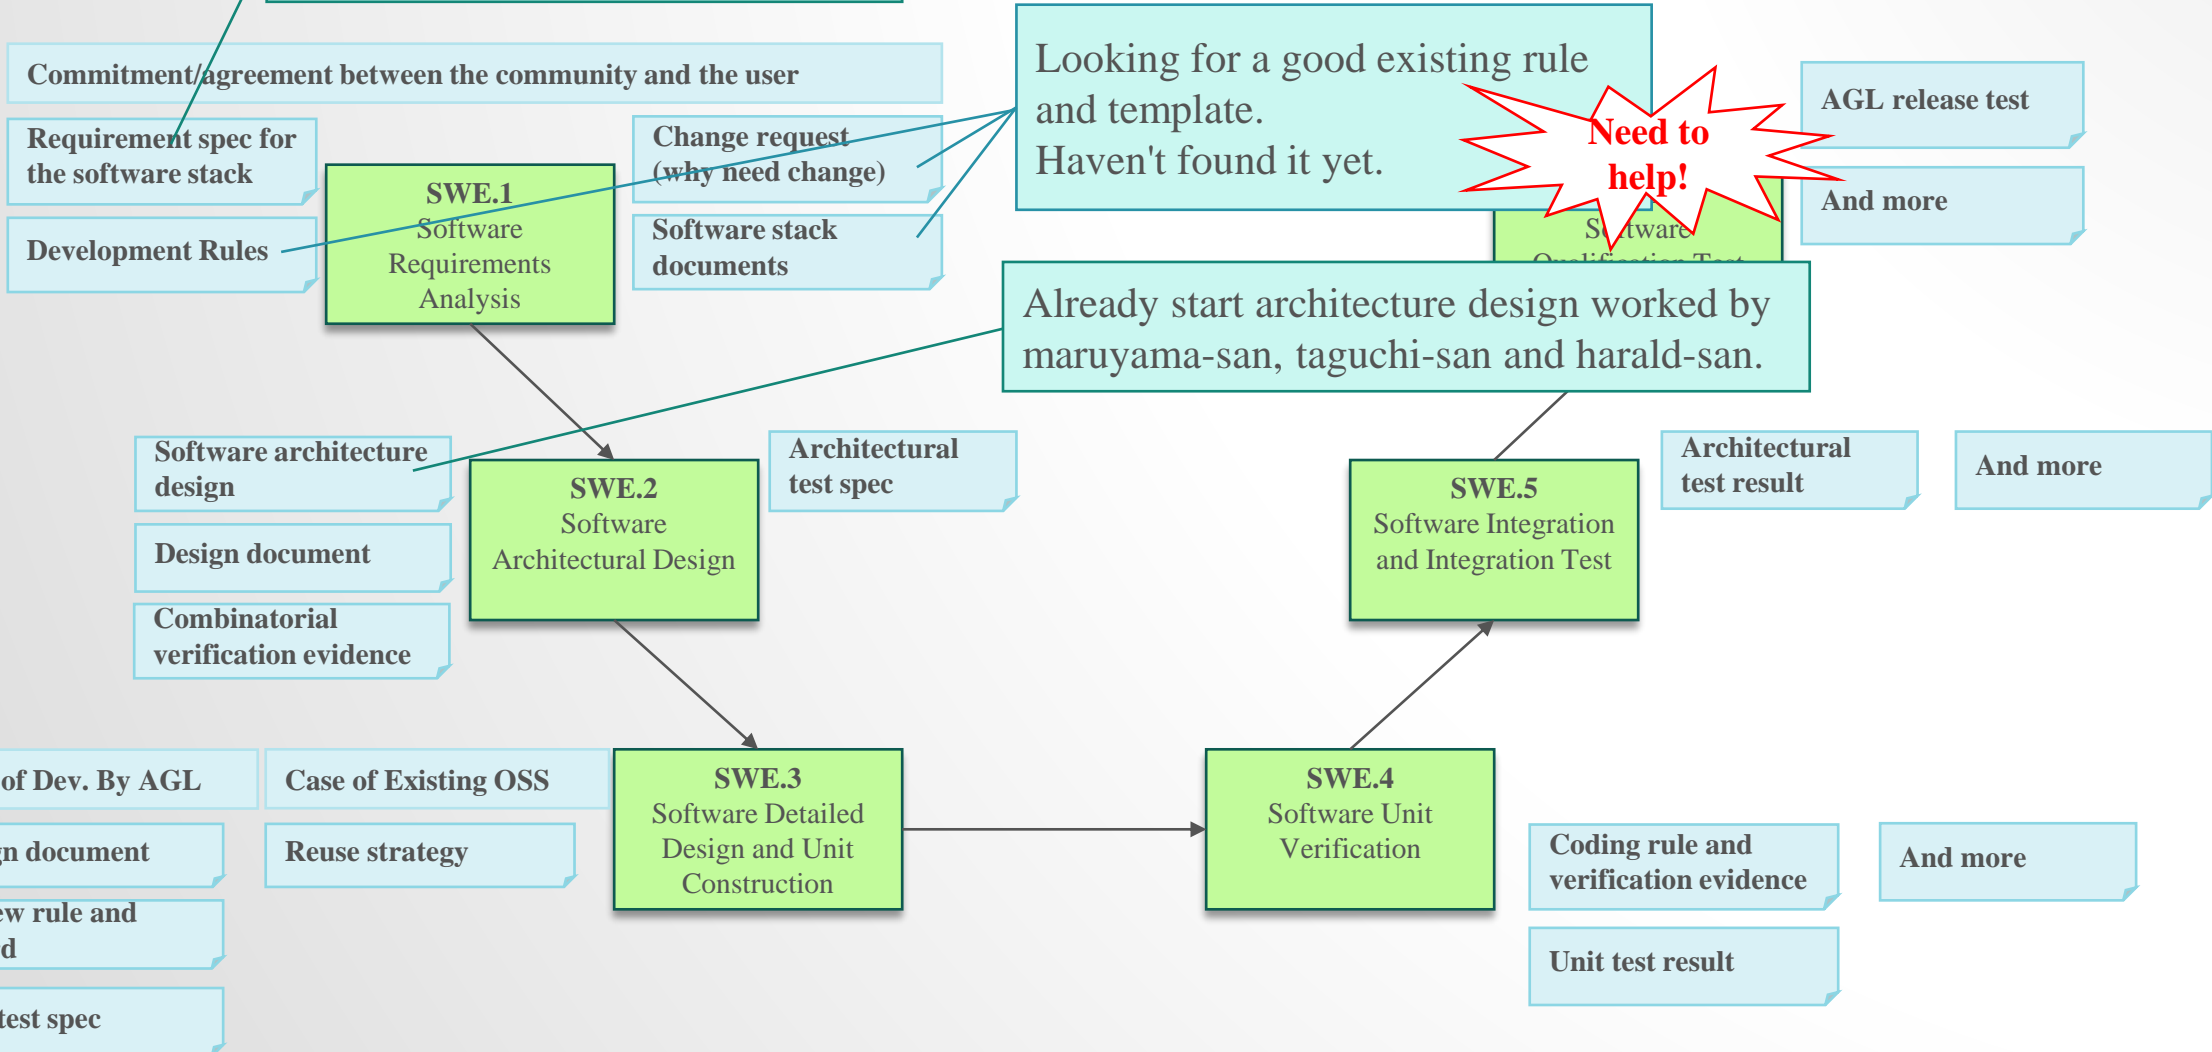 Commitment/agreement between the community and the user
Requirement spec for
the software stack
Development Rules
SWE.1
Software
Requirements
Analysis
Change request
(why need change)
Software stack
documents
Looking for a good existing rule
and template.
Haven't found it yet.
Need to
help!
AGL release test
And more
Software
Qualification Test
Already start architecture design worked by
maruyama-san, taguchi-san and harald-san.
Software architecture
design
Design document
Combinatorial
verification evidence
SWE.2
Software
Architectural Design
Architectural
test spec
SWE.5
Software Integration
and Integration Test
Architectural
test result
And more
of Dev. By AGL
Case of Existing OSS
document
Reuse strategy
rule and
test spec
SWE.3
Software Detailed
Design and Unit
Construction
SWE.4
Software Unit
Verification
Coding rule and
verification evidence
And more
Unit test result